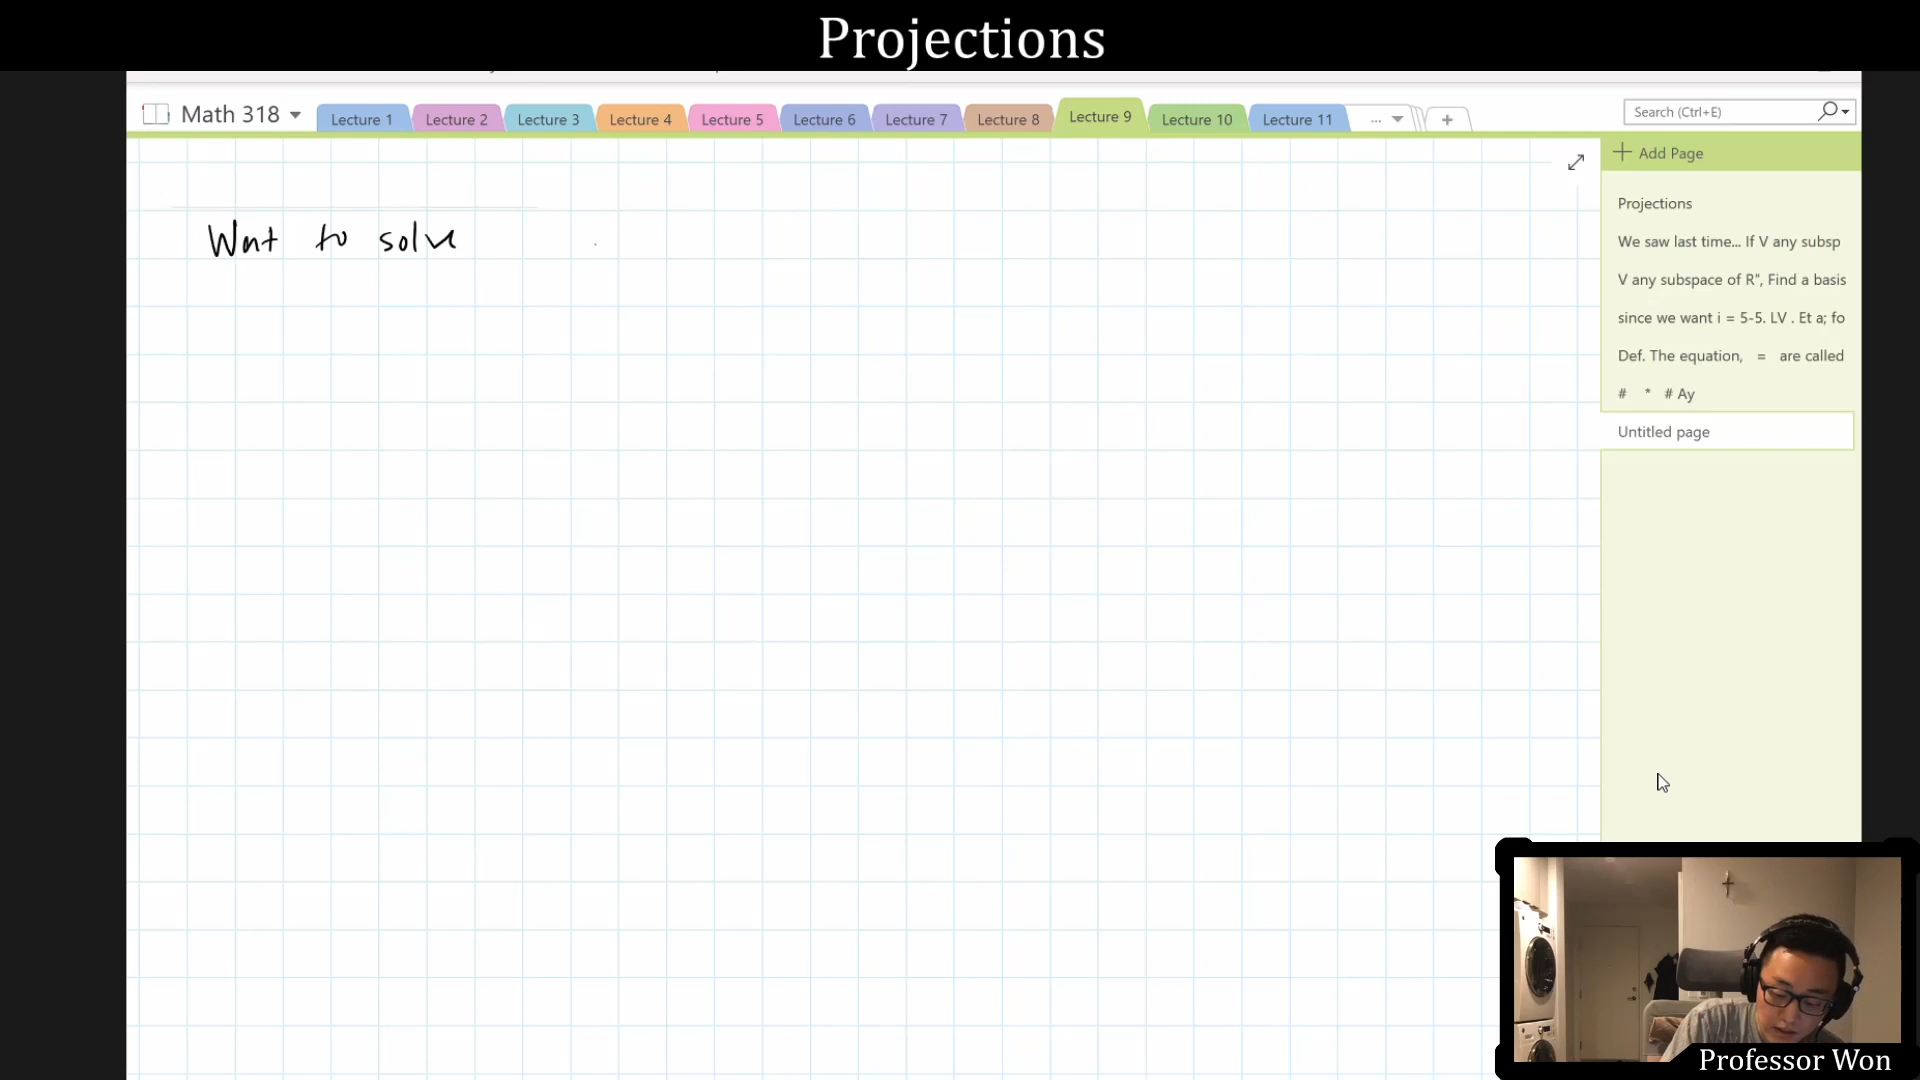 Projections
Math 318
Lecture 1
Lecture 2
Lecture 3
Lecture 4
Lecture 5
Lecture 6
Lecture 7
Lecture 8
Lecture 9
Lecture 10
Lecture 11
...
+
Search (Ctrl+E)
Want to solve
Add Page
Projections
We saw last time... If V any subsp
V any subspace of R", Find a basis
since we want i = 5-5. LV . Et a; fo
Def. The equation, = are called
# * # Ay
Untitled page
Professor Won